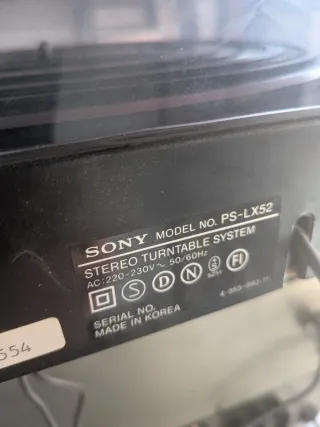 SONY MODEL NO. PS-LX52
STEREO TURNTABLE SYSTEM
AC:220-230V~ 50/60Hz
S D N S FI
SERIAL NO.
MADE IN KOREA
554